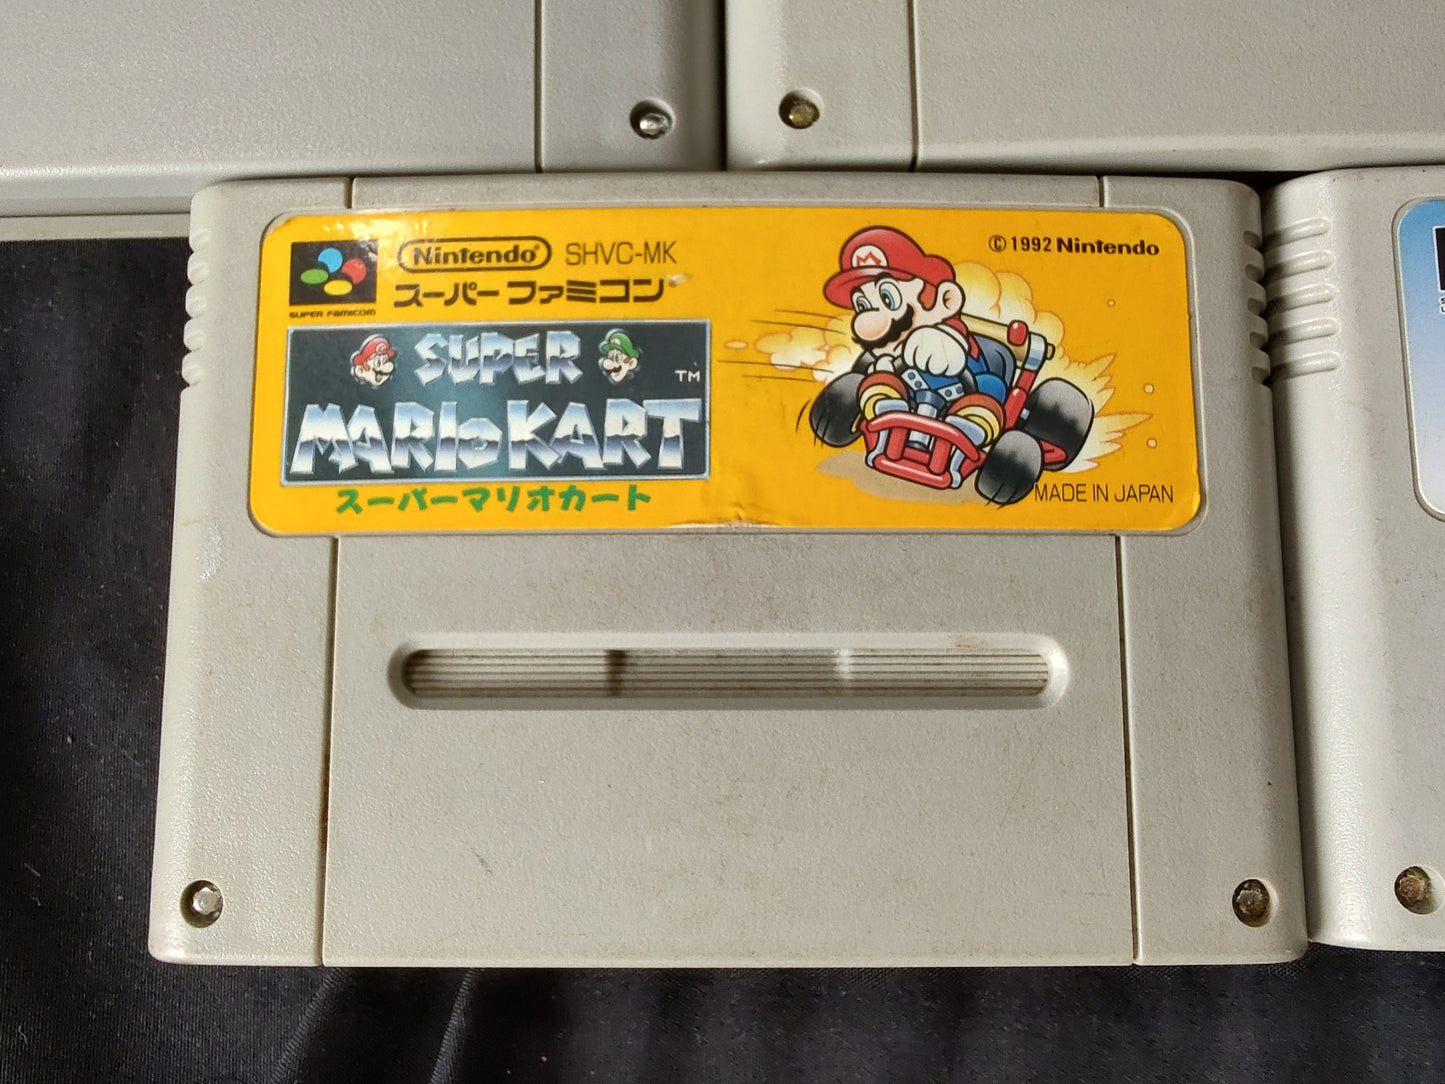 Nintendo® SHVC-MK
スーパーファミコン
SUPER FAMICOM
SUPER
MARIO KART
TM
スーパーマリオカート
© 1992 Nintendo
M
MADE IN JAPAN